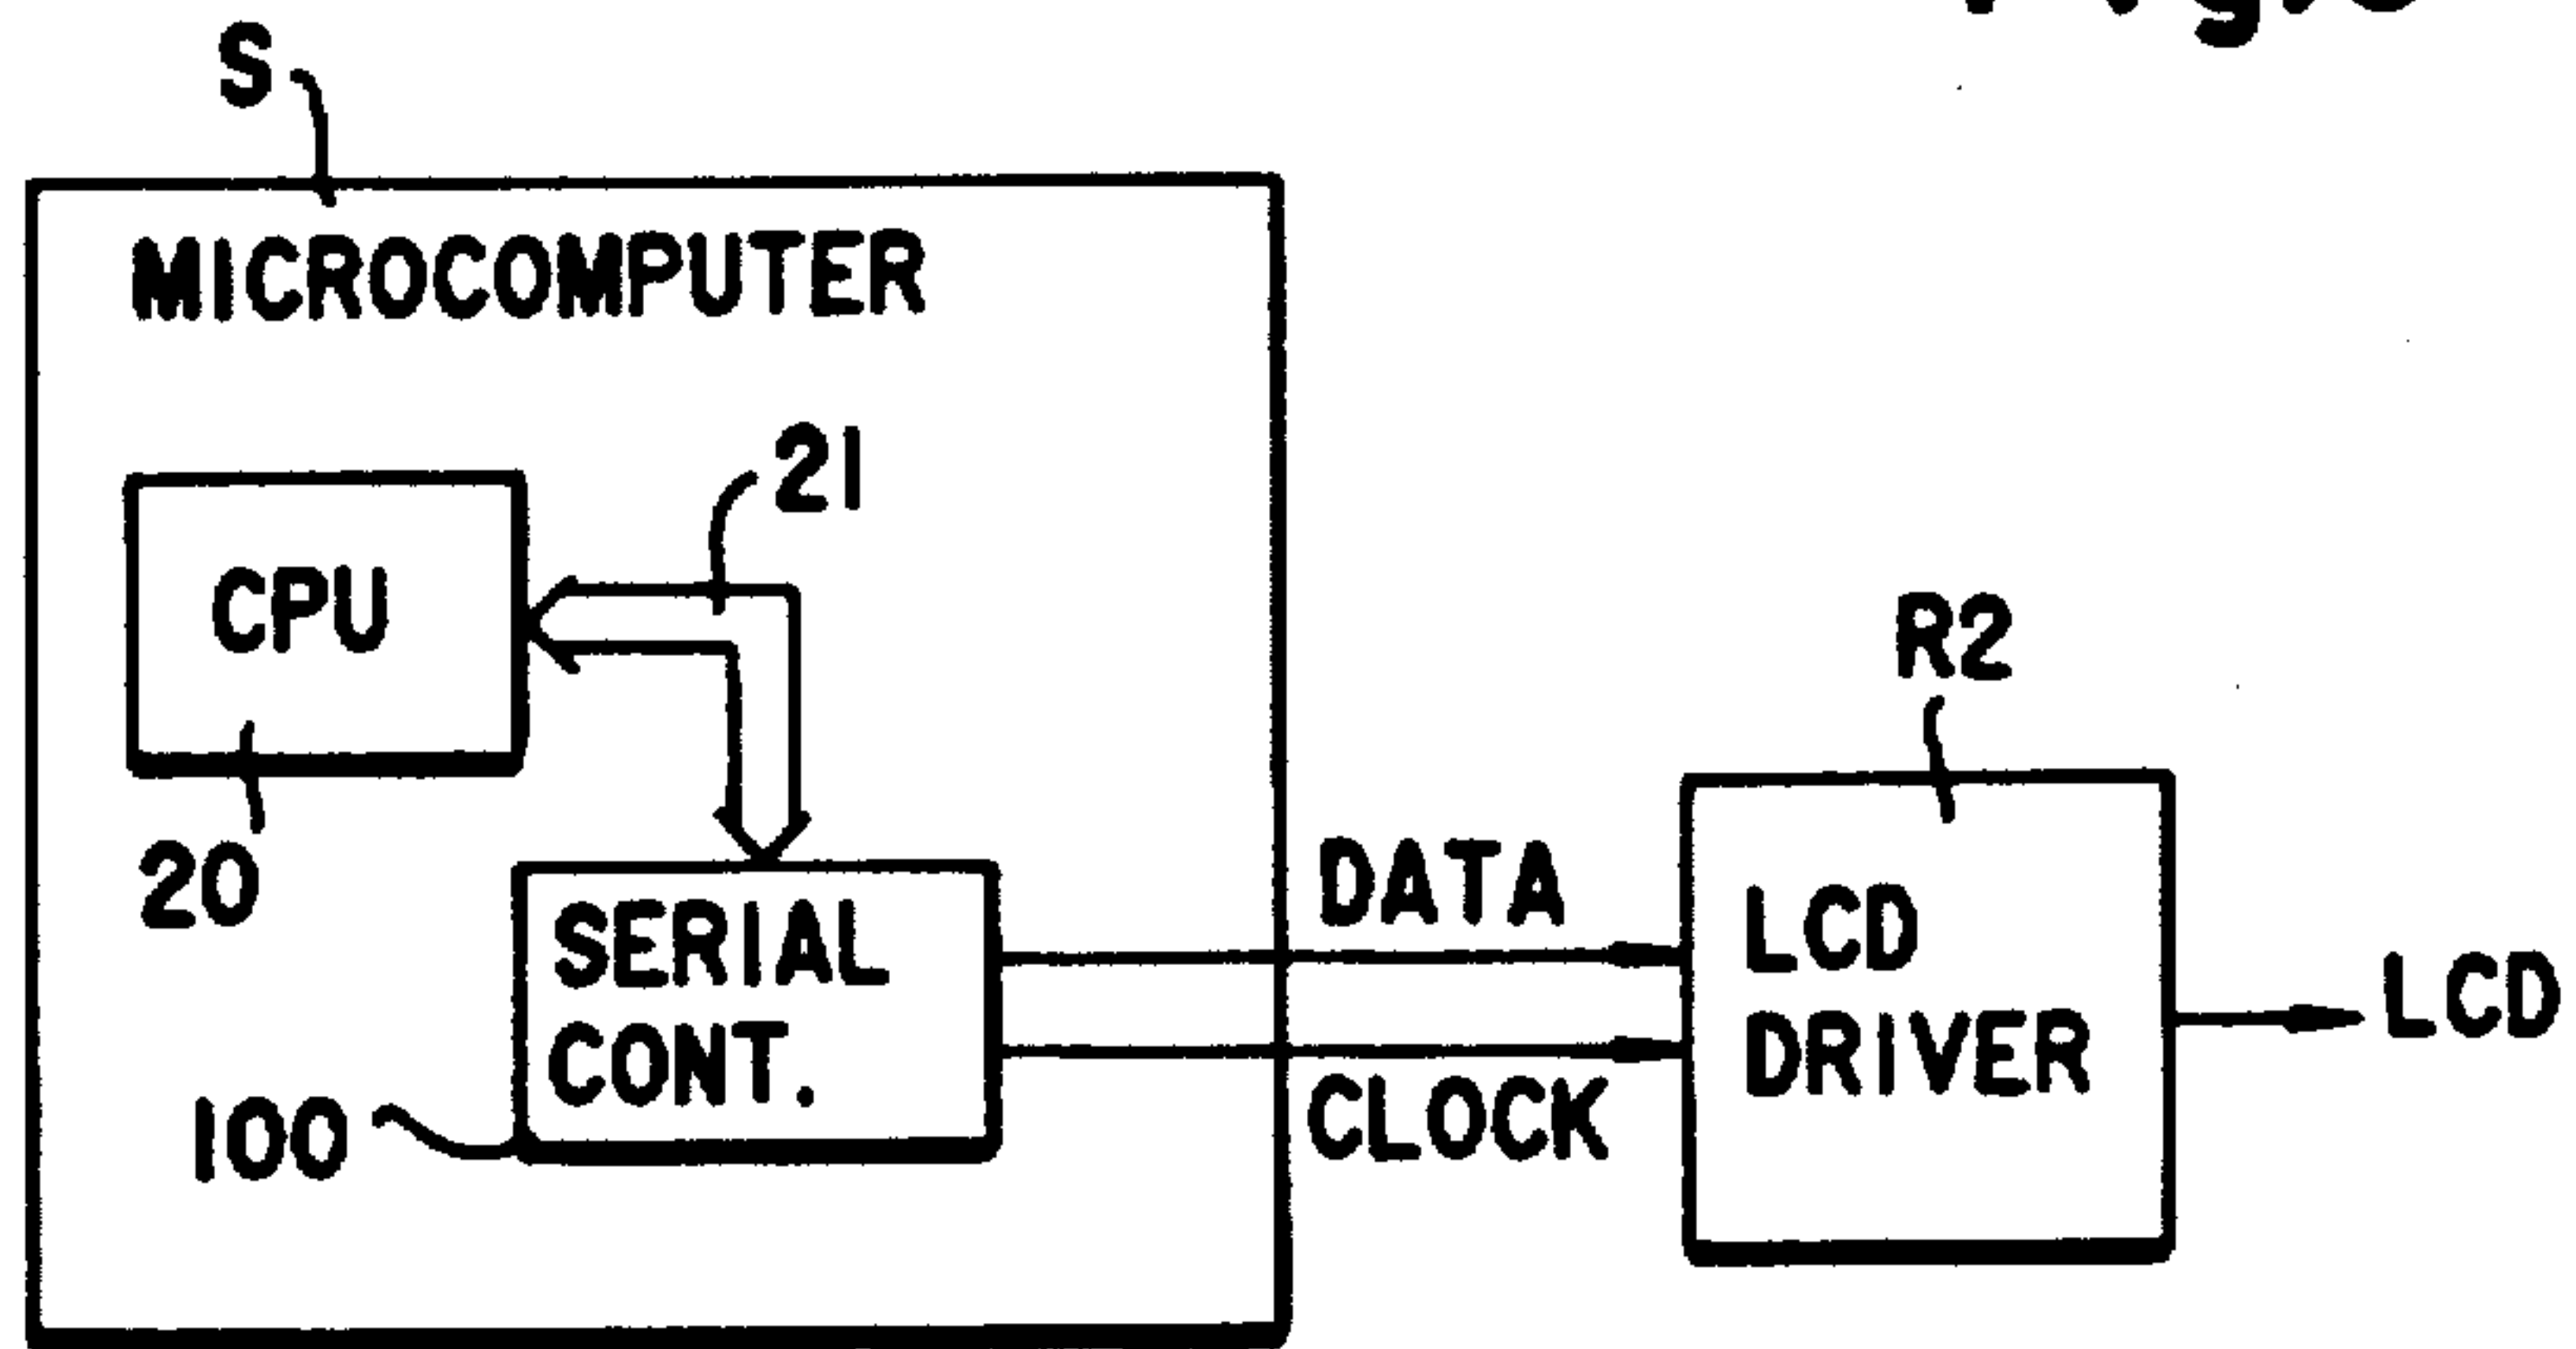 S
MICROCOMPUTER
21
CPU
R2
20
DATA
SERIAL
CONT.
LCD
DRIVER
LCD
CLOCK
100